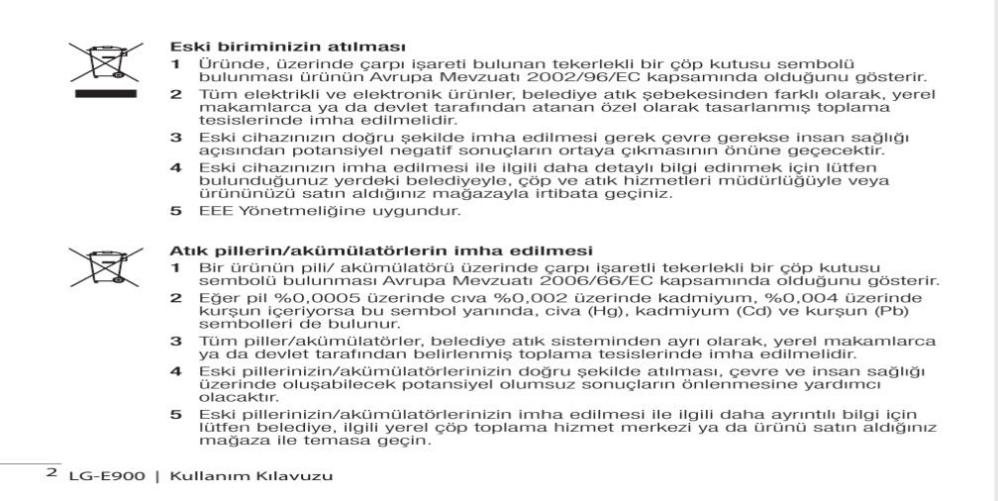 Eski biriminizin atılması
1 Üründe, üzerinde çarpı işareti bulunan tekerlekli bir çöp kutusu sembolü
bulunması ürünün Avrupa Mevzuatı 2002/96/EC kapsamında olduğunu gösterir.
2 Tüm elektrikli ve elektronik ürünler, belediye atık şebekesinden farklı olarak, yerel
makamlarca ya da devlet tarafından atanan özel olarak tasarlanmış toplama
tesislerinde imha edilmelidir.
3 Eski cihazınızın doğru şekilde imha edilmesi gerek çevre gerekse insan sağlığı
açısından potansiyel negatif sonuçların ortaya çıkmasının önüne geçecektir.
4 Eski cihazınızın imha edilmesi ile ilgili daha detaylı bilgi edinmek için lütfen
bulunduğunuz yerdeki belediyeyle, çöp ve atık hizmetleri müdürlüğüyle veya
ürününüzü satın aldığınız mağazayla irtibata geçiniz.
5 EEE Yönetmeliğine uygundur.
Atık pillerin/akümülatörlerin imha edilmesi
1 Bir ürünün pili/ akümülatörü üzerinde çarpı işaretli tekerlekli bir çöp kutusu
sembolü bulunması Avrupa Mevzuatı 2006/66/EC kapsamında olduğunu gösterir.
2 Eğer pil %0,0005 üzerinde cıva %0,002 üzerinde kadmiyum, %0,004 üzerinde
kurşun içeriyorsa bu sembol yanında, civa (Hg), kadmiyum (Cd) ve kurşun (Pb)
sembolleri de bulunur.
3 Tüm piller/akümülatörler, belediye atık sisteminden ayrı olarak, yerel makamlarca
ya da devlet tarafından belirlenmiş toplama tesislerinde imha edilmelidir.
4 Eski pillerinizin/akümülatörlerinizin doğru şekilde atılması, çevre ve insan sağlığı
üzerinde oluşabilecek potansiyel olumsuz sonuçların önlenmesine yardımcı
olacaktır.
5 Eski pillerinizin/akümülatörlerinizin imha edilmesi ile ilgili daha ayrıntılı bilgi için
lütfen belediye, ilgili yerel çöp toplama hizmet merkezi ya da ürünü satın aldığınız
mağaza ile temasa geçin.
2 LG-E900 | Kullanım Kılavuzu